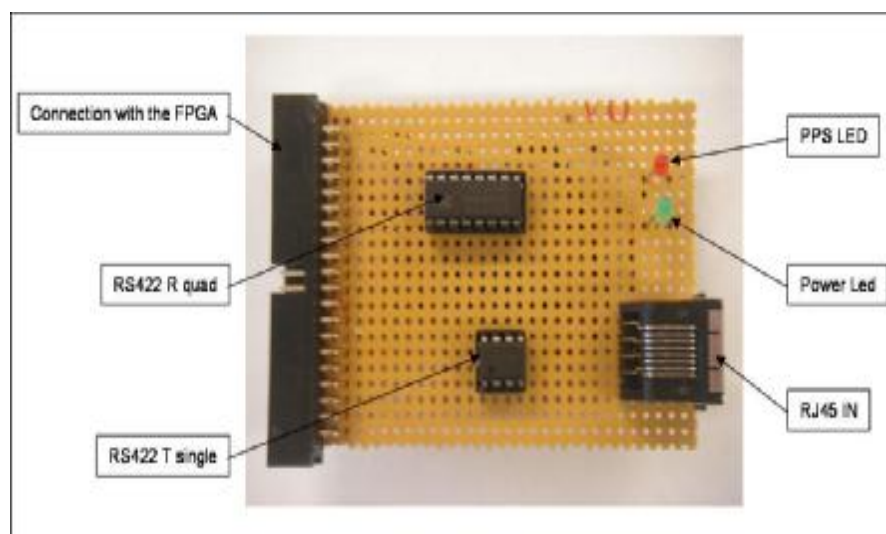 Connection with the FPGA
PPS LED
RS422 R quad
Power Led
RJ45 IN
RS422 T single